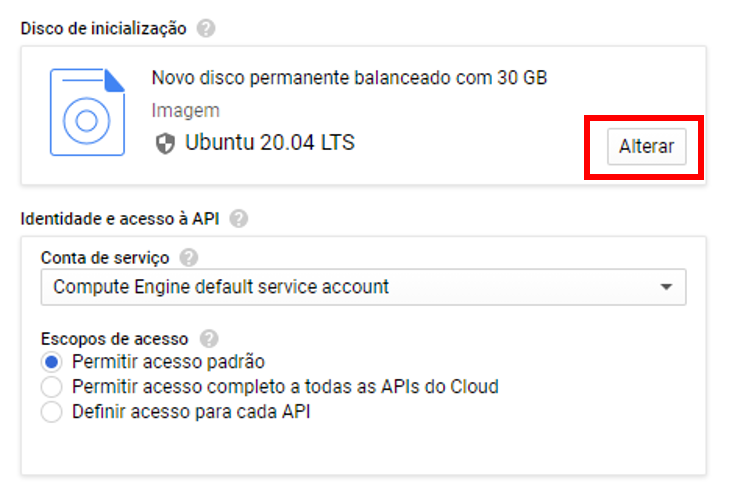 Disco de inicialização
Novo disco permanente balanceado com 30 GB
Imagem
Ubuntu 20.04 LTS
Alterar
Identidade e acesso à API
Conta de serviço
Compute Engine default service account
Escopos de acesso
Permitir acesso padrão
Permitir acesso completo a todas as APIs do Cloud
Definir acesso para cada API